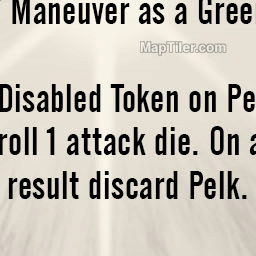 Maneuver as a Gree
MapTiler.com
Disabled Token on Pe
roll 1 attack die. On a
result discard Pelk.